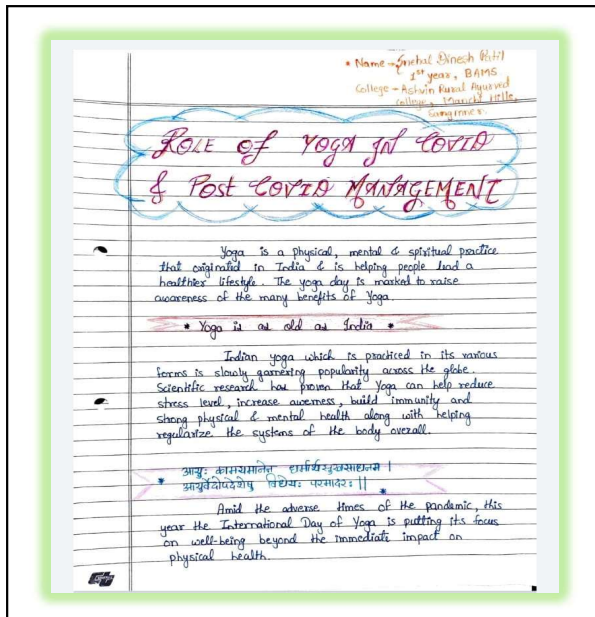 * Name → Snehal Dinesh Patil
1st year, BAMS
College - Ashvin Rural Ayurved
College, Manchi Hills,
Sangamner.
ROLE OF YOGA IN COVID
& POST COVID MANAGEMENT
Yoga is a physical, mental & spiritual practice
that originated in India & is helping people lead a
healthier lifestyle. The yoga day is marked to raise
awareness of the many benefits of Yoga.
* Yoga is as old as India *
Indian yoga which is practiced in its various
forms is slowly garnering popularity across the globe.
Scientific research has proven that Yoga can help reduce
stress level, increase awerness, build immunity and
strong physical & mental health along with helping
regularize the systems of the body overall.
* आयुः कामयमानेन धर्मार्थसुखसाधनम् ।
आयुर्वेदोपदेशेषु विधेयः परमादरः ॥ *
Amid the adverse times of the pandemic, this
year the International Day of Yoga is putting its focus
on well-being beyond the immediate impact on
physical health.